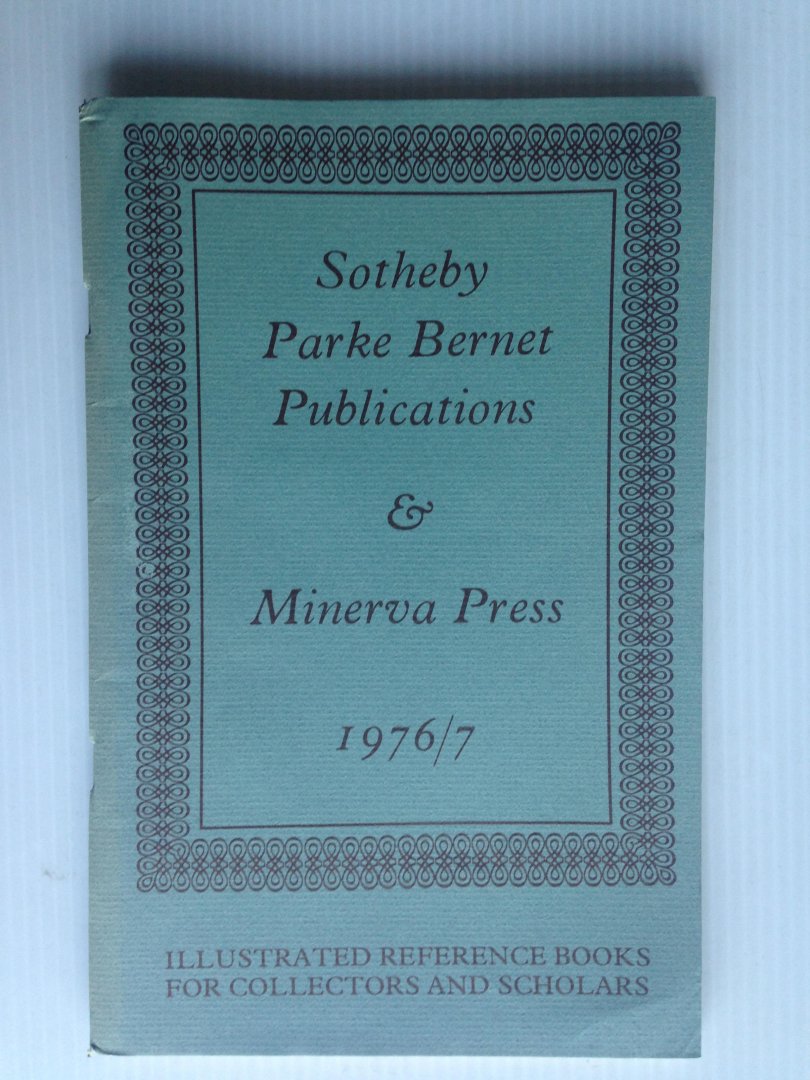 Sotheby
Parke Bernet
Publications
&
Minerva Press
1976/7
ILLUSTRATED REFERENCE BOOKS
FOR COLLECTORS AND SCHOLARS